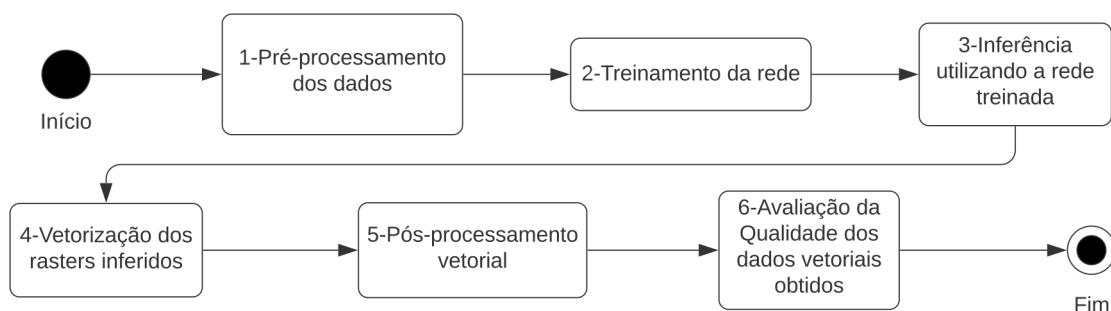 1-Pré-processamento
dos dados
2-Treinamento da rede
3-Inferência
utilizando a rede
treinada
Início
4-Vetorização dos
rasters inferidos
5-Pós-processamento
vetorial
6-Avaliação da
Qualidade dos
dados vetoriais
obtidos
Fim